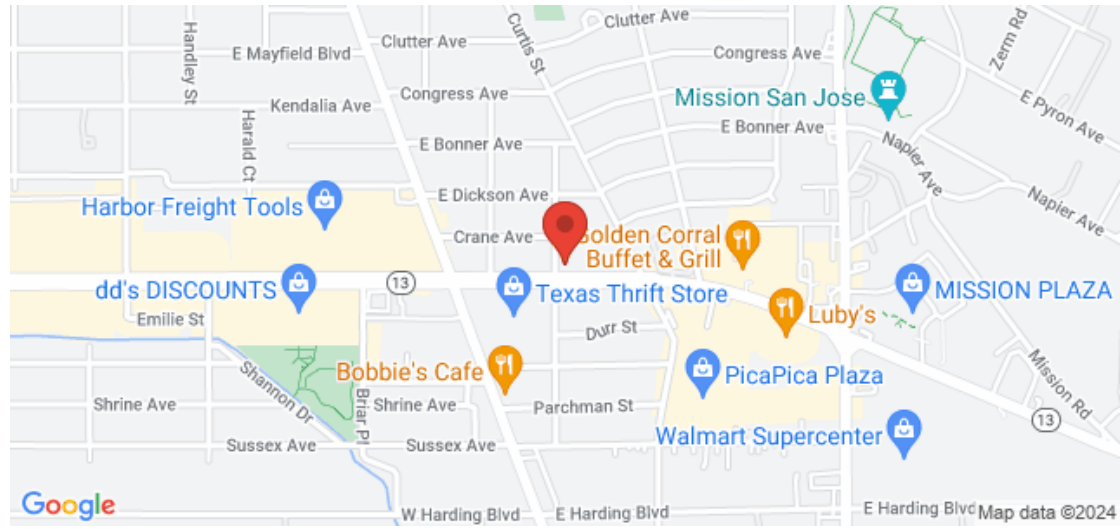 Clutter Ave
Clutter Ave
Curtis St
Zerm Rd
Handley St
E Mayfield Blvd
Congress Ave
Congress Ave
Kendalia Ave
Mission San Jose
E Pyron Ave
E Bonner Ave
E Bonner Ave
Harald Ct
Napier Ave
Napier Ave
E Dickson Ave
Harbor Freight Tools
Crane Ave
Golden Corral
Buffet & Grill
13
dd's DISCOUNTS
Texas Thrift Store
MISSION PLAZA
Emilie St
Durr St
Luby's
Shannon Dr
Bobbie's Cafe
PicaPica Plaza
Mission Rd
Shrine Ave
Briar Pl
Shrine Ave
Parchman St
13
Sussex Ave
Sussex Ave
Walmart Supercenter
Google
W Harding Blvd
E Harding Blvd
E Harding Blvd
Map data ©2024